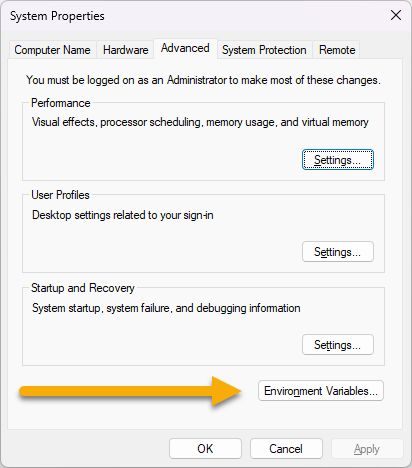 System Properties
Computer Name
Hardware
Advanced
System Protection
Remote
You must be logged on as an Administrator to make most of these changes.
Performance
Visual effects, processor scheduling, memory usage, and virtual memory
Settings...
User Profiles
Desktop settings related to your sign-in
Settings...
Startup and Recovery
System startup, system failure, and debugging information
Settings...
Environment Variables...
OK
Cancel
Apply